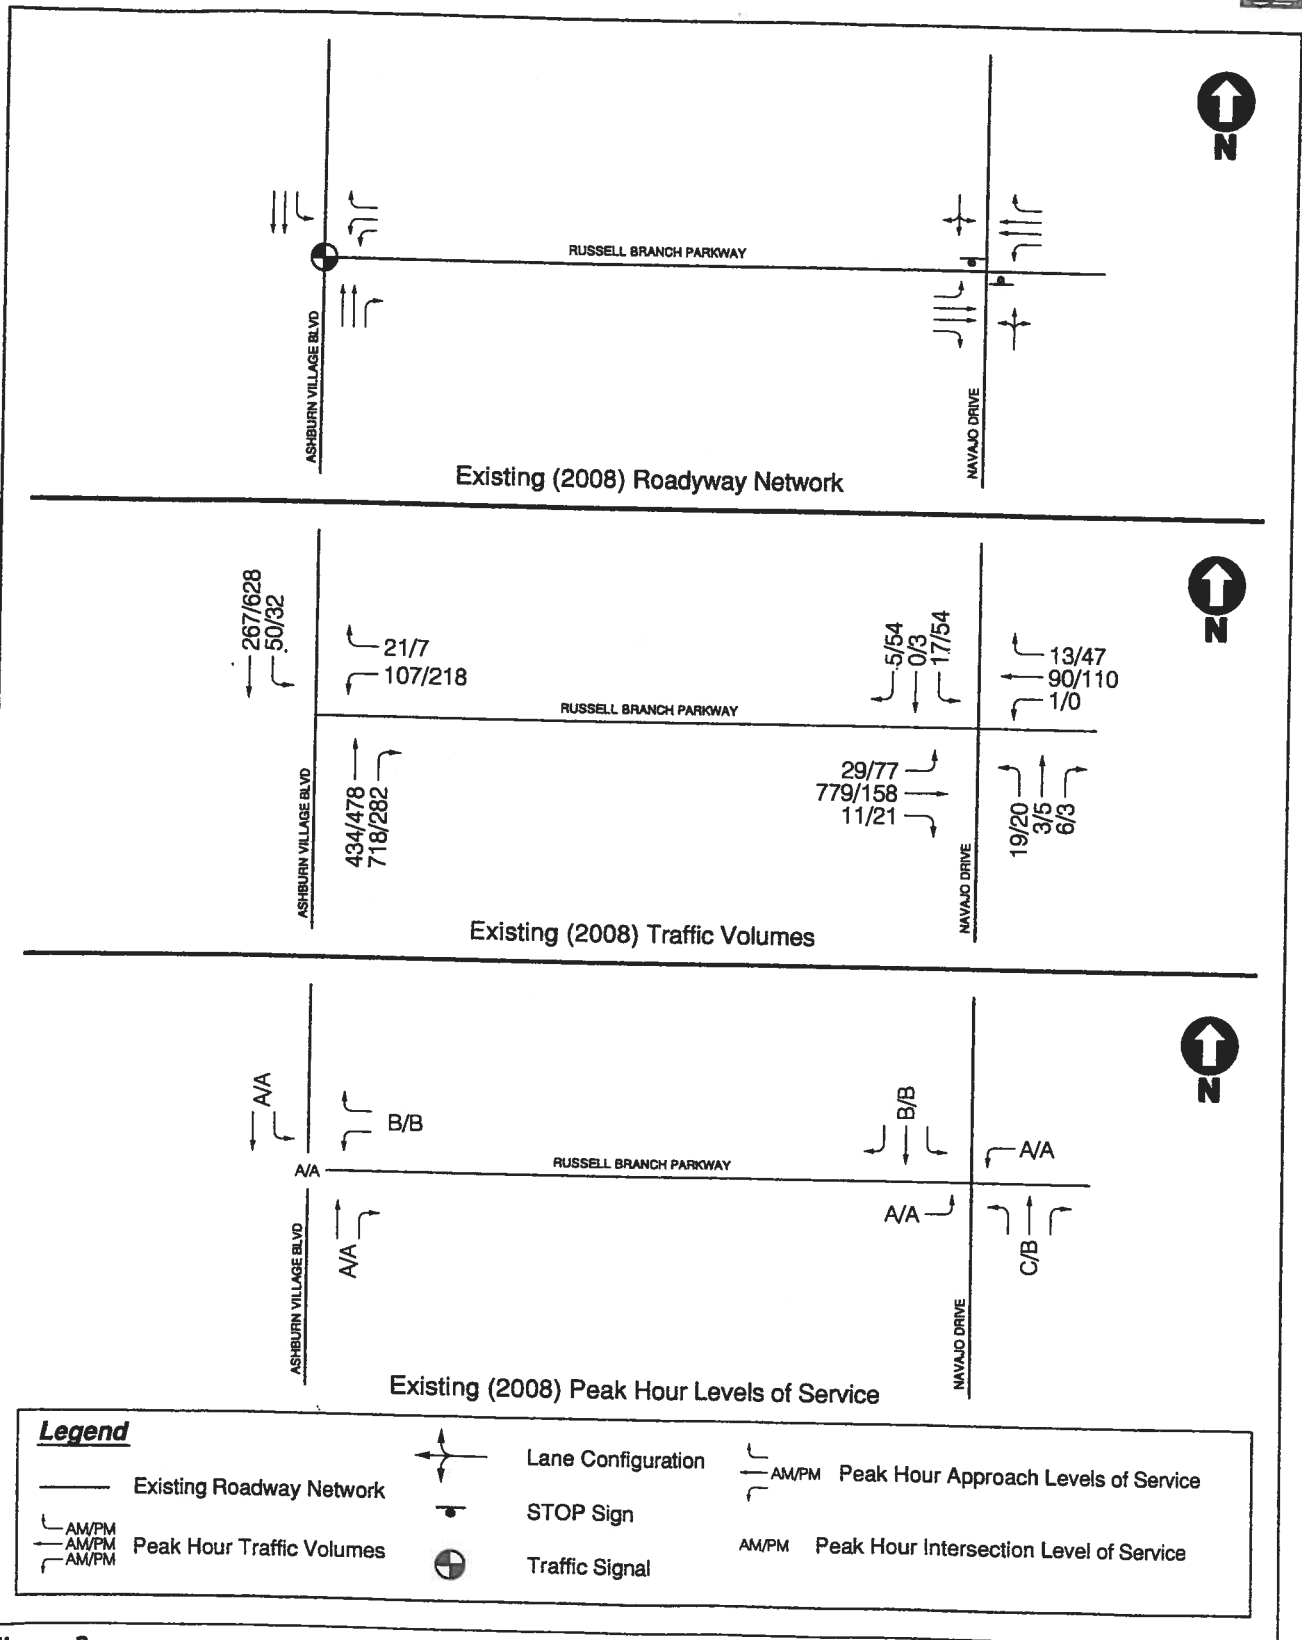 N
RUSSELL BRANCH PARKWAY
ASHBURN VILLAGE BLVD
NAVAJO DRIVE
Existing (2008) Roadyway Network
N
267/628
50/32
21/7
107/218
5/54
0/3
17/54
13/47
90/110
1/0
RUSSELL BRANCH PARKWAY
434/478
718/282
29/77
779/158
11/21
19/20
3/5
6/3
ASHBURN VILLAGE BLVD
NAVAJO DRIVE
Existing (2008) Traffic Volumes
N
A/A
B/B
B/B
A/A
A/A
RUSSELL BRANCH PARKWAY
A/A
A/A
C/B
ASHBURN VILLAGE BLVD
NAVAJO DRIVE
Existing (2008) Peak Hour Levels of Service
Legend
Existing Roadway Network
AM/PM
AM/PM
AM/PM
Peak Hour Traffic Volumes
Lane Configuration
STOP Sign
Traffic Signal
AM/PM Peak Hour Approach Levels of Service
AM/PM Peak Hour Intersection Level of Service